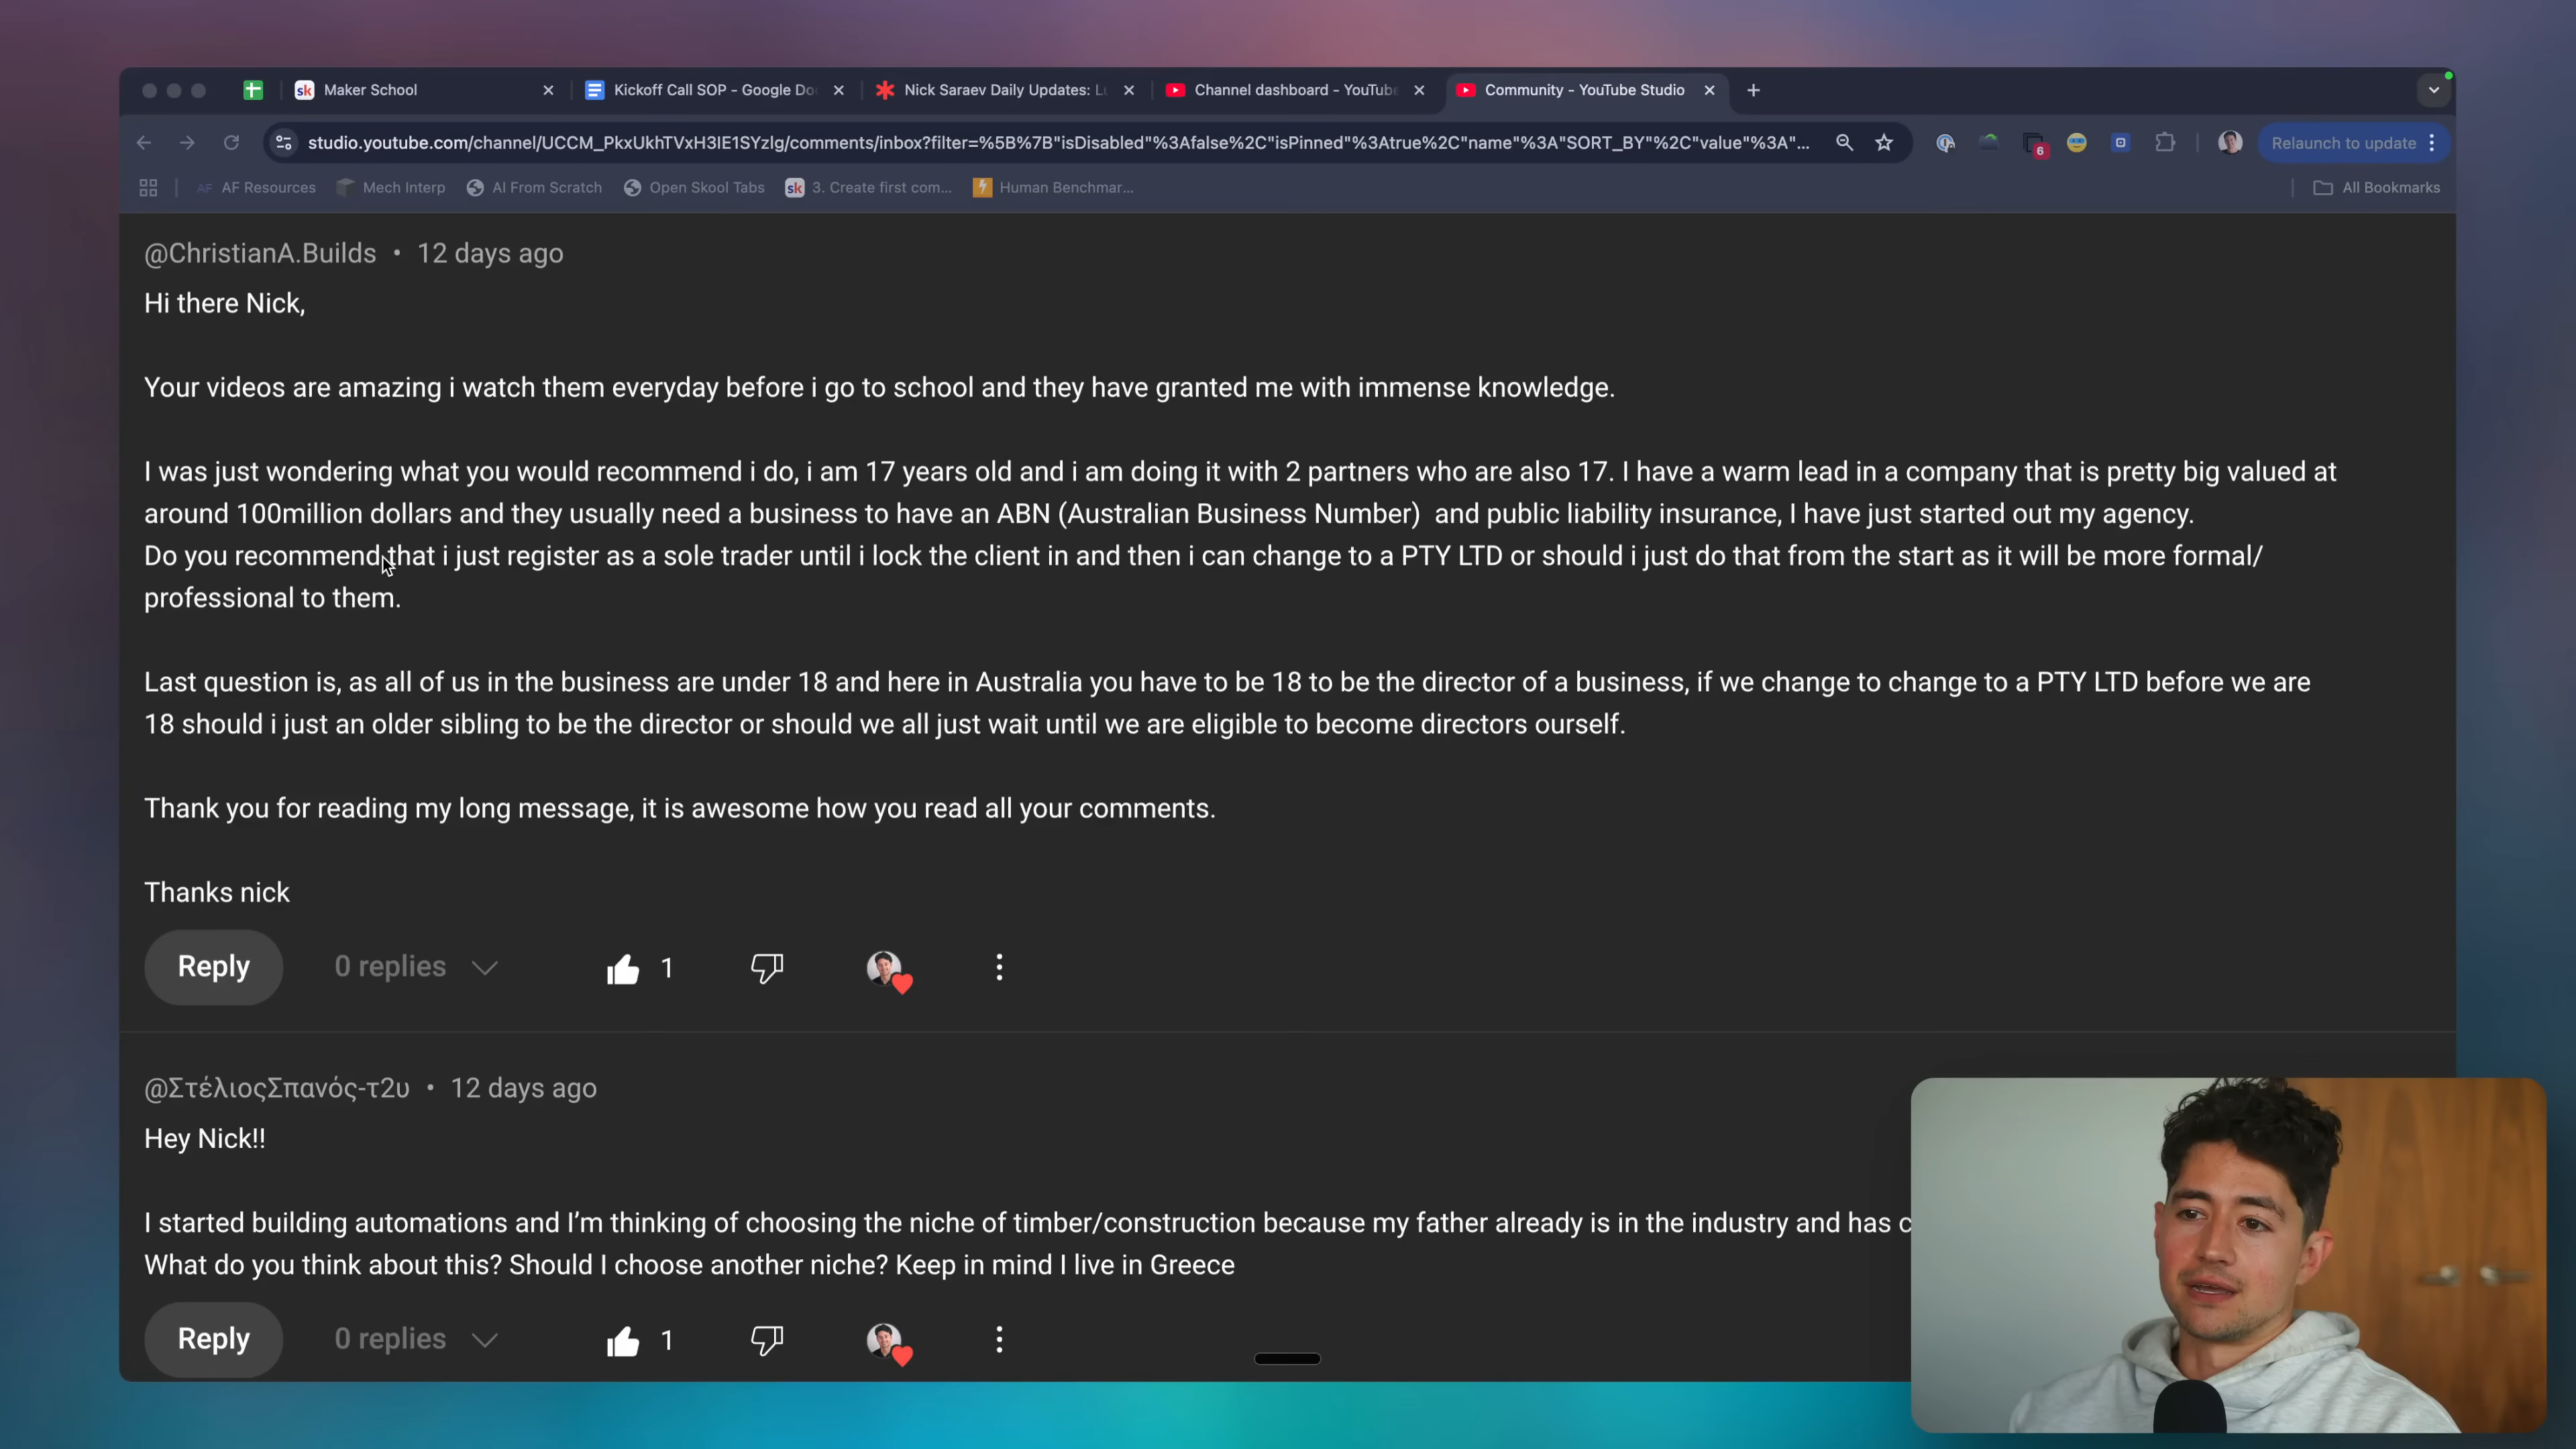 Maker School
Kickoff Call SOP - Google Do
Nick Saraev Daily Updates: L
Channel dashboard - YouTube
Community - YouTube Studio
studio.youtube.com/channel/UCCM_PkxUkhTVxH3IE1SYzlg/comments/inbox?filter=%5B%7B"isDisabled"%3Afalse%2C"isPinned"%3Atrue%2C"name"%3A"SORT_BY"%2C"value"%3A"...
6
Relaunch to update
AF AF Resources
Mech Interp
AI From Scratch
Open Skool Tabs
sk 3. Create first com...
Human Benchmar...
All Bookmarks
@ChristianA.Builds • 12 days ago
Hi there Nick,
Your videos are amazing i watch them everyday before i go to school and they have granted me with immense knowledge.
I was just wondering what you would recommend i do, i am 17 years old and i am doing it with 2 partners who are also 17. I have a warm lead in a company that is pretty big valued at
around 100million dollars and they usually need a business to have an ABN (Australian Business Number)  and public liability insurance, I have just started out my agency.
Do you recommend that i just register as a sole trader until i lock the client in and then i can change to a PTY LTD or should i just do that from the start as it will be more formal/
professional to them.
Last question is, as all of us in the business are under 18 and here in Australia you have to be 18 to be the director of a business, if we change to change to a PTY LTD before we are
18 should i just an older sibling to be the director or should we all just wait until we are eligible to become directors ourself.
Thank you for reading my long message, it is awesome how you read all your comments.
Thanks nick
Reply
0 replies
1
@ΣτέλιοςΣπανός-τ2υ • 12 days ago
Hey Nick!!
I started building automations and I'm thinking of choosing the niche of timber/construction because my father already is in the industry and has c
What do you think about this? Should I choose another niche? Keep in mind I live in Greece
Reply
0 replies
1